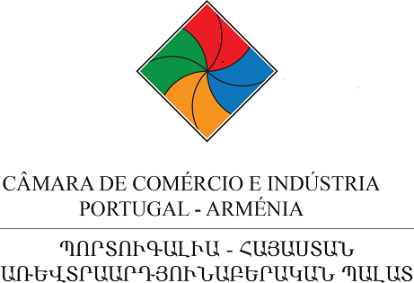 CÂMARA DE COMÉRCIO E INDÚSTRIA
PORTUGAL - ARMÉNIA
ՊՈՐՏՈՒԳԱԼԻԱ - ՀԱՅԱՍՏԱՆ
ԱՌԵՎՏՐԱԱՐԴՅՈՒՆԱԲԵՐԱԿԱՆ ՊԱԼԱՏ